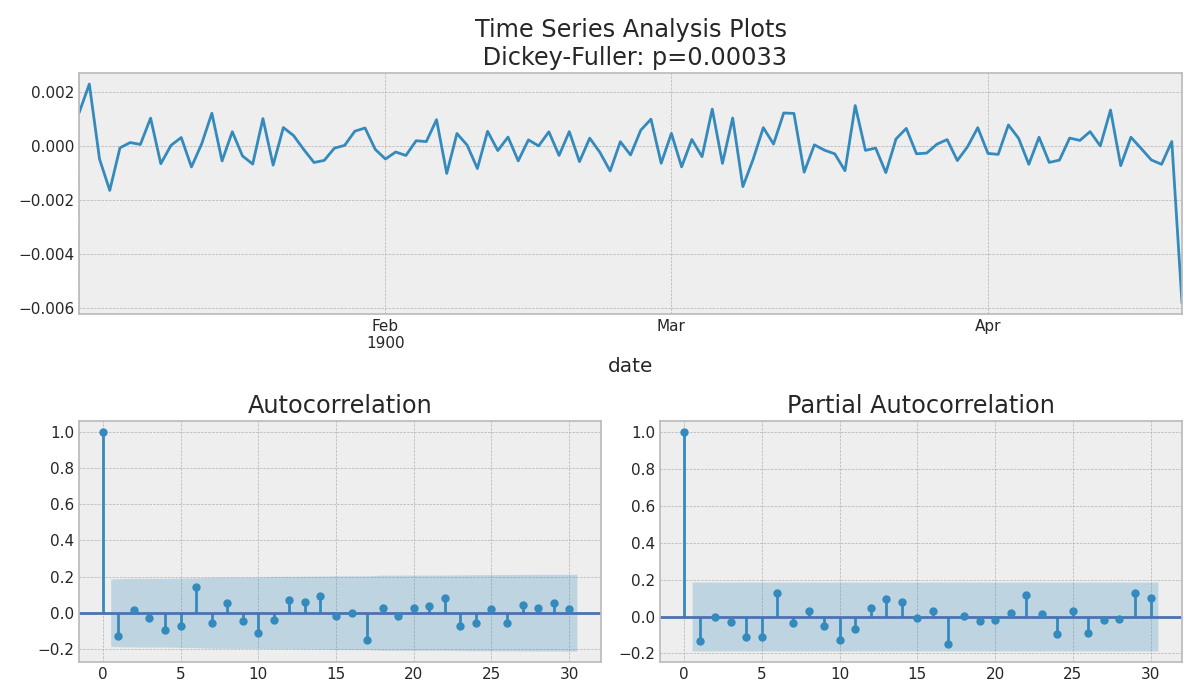 Time Series Analysis Plots
Dickey-Fuller: p=0.00033
0.002
0.000
−0.002
−0.004
−0.006
Feb
1900
Mar
Apr
date
Autocorrelation
1.0
0.8
0.6
0.4
0.2
0.0
−0.2
0 5 10 15 20 25 30
Partial Autocorrelation
1.0
0.8
0.6
0.4
0.2
0.0
−0.2
0 5 10 15 20 25 30